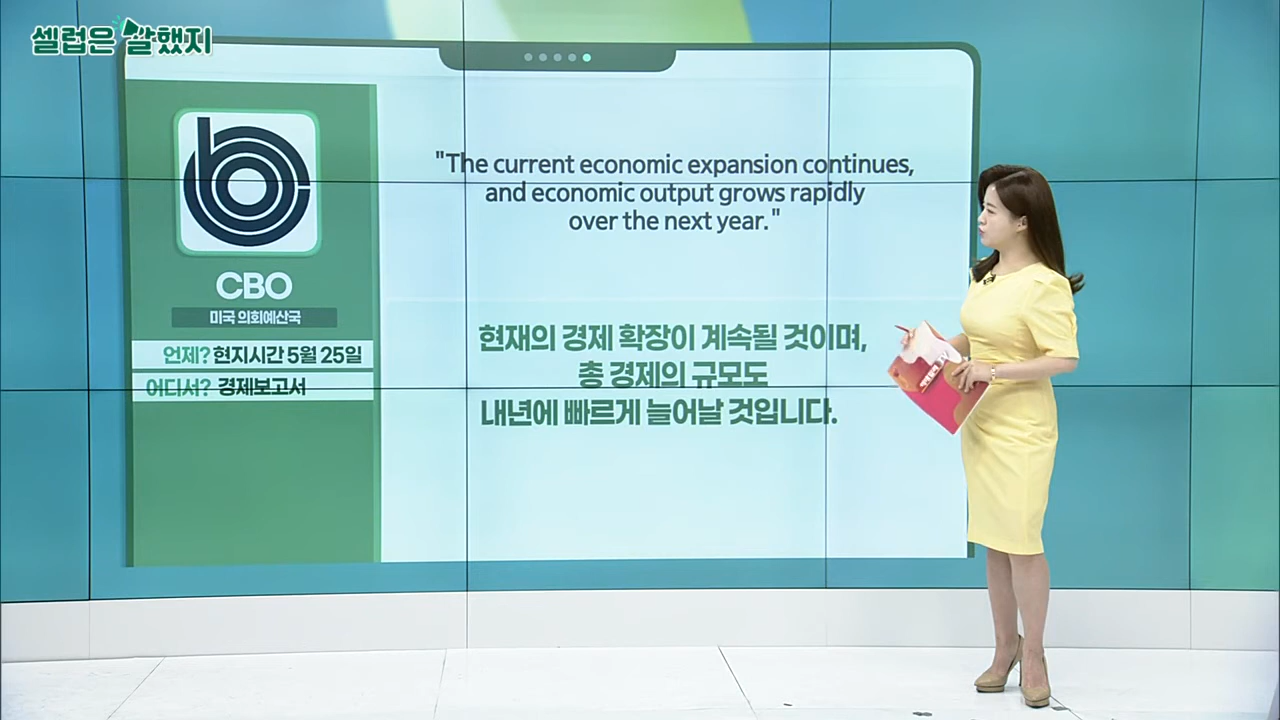 셀럽은 말했지
CBO
미국 의회예산국
언제? 현지시간 5월 25일
어디서? 경제보고서
"The current economic expansion continues,
and economic output grows rapidly
over the next year."
현재의 경제 확장이 계속될 것이며,
총 경제의 규모도
내년에 빠르게 늘어날 것입니다.